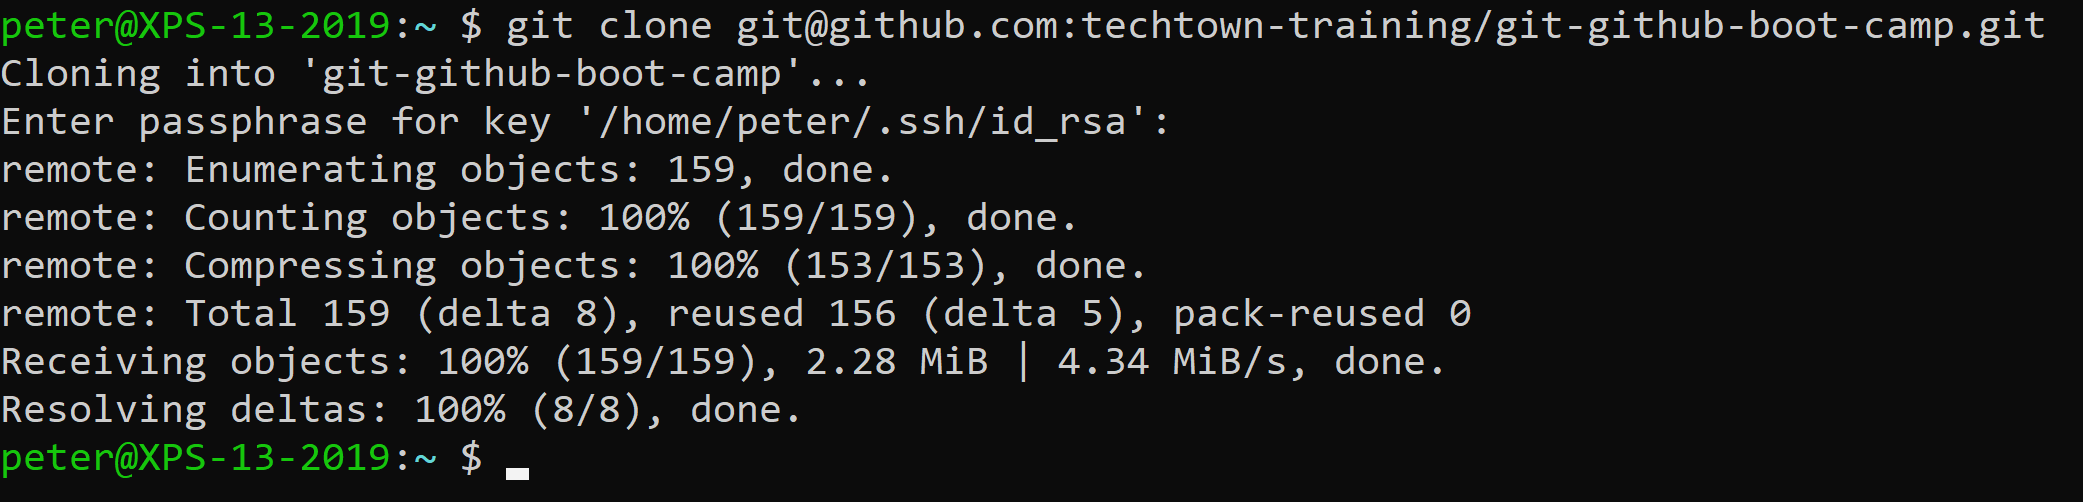 peter@XPS-13-2019:~ $ git clone git@github.com:techtown-training/git-github-boot-camp.git
Cloning into 'git-github-boot-camp'...
Enter passphrase for key '/home/peter/.ssh/id_rsa':
remote: Enumerating objects: 159, done.
remote: Counting objects: 100% (159/159), done.
remote: Compressing objects: 100% (153/153), done.
remote: Total 159 (delta 8), reused 156 (delta 5), pack-reused 0
Receiving objects: 100% (159/159), 2.28 MiB | 4.34 MiB/s, done.
Resolving deltas: 100% (8/8), done.
peter@XPS-13-2019:~ $